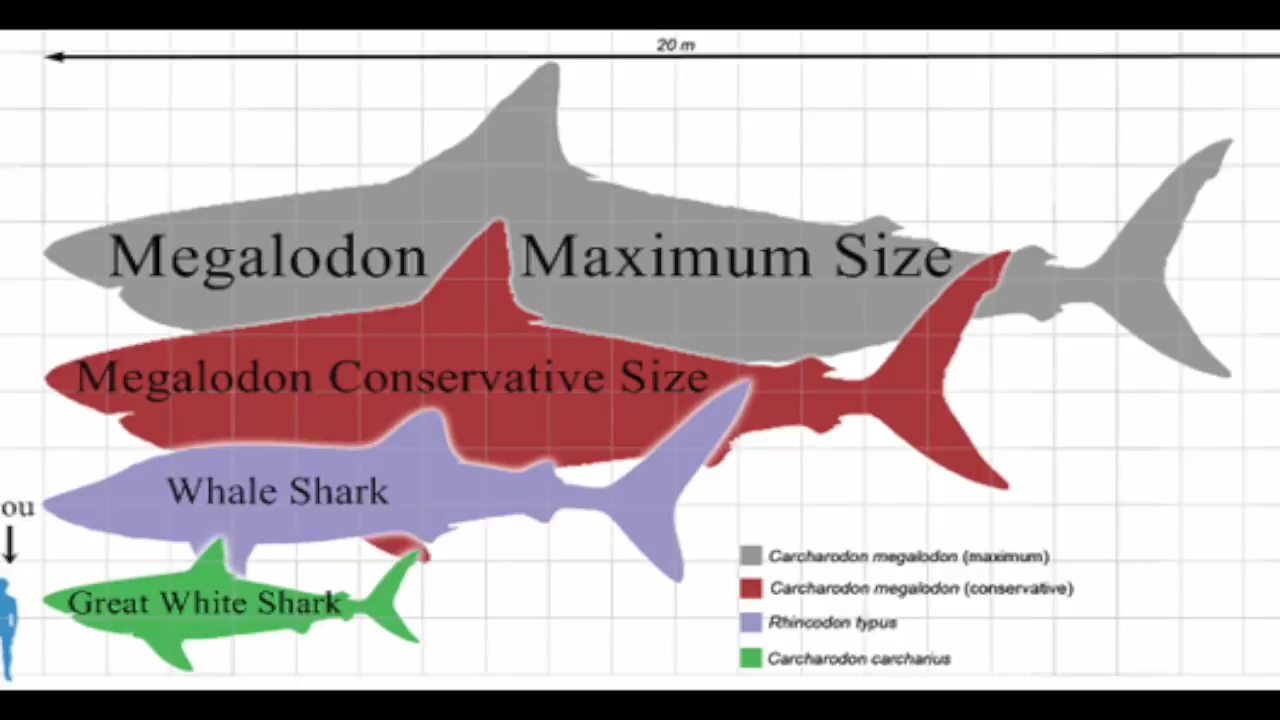 20 m
Megalodon Maximum Size
Megalodon Conservative Size
Whale Shark
ou
Great White Shark
Carcharodon megalodon (maximum)
Carcharodon megalodon (conservative)
Rhincodon typus
Carcharodon carcharius